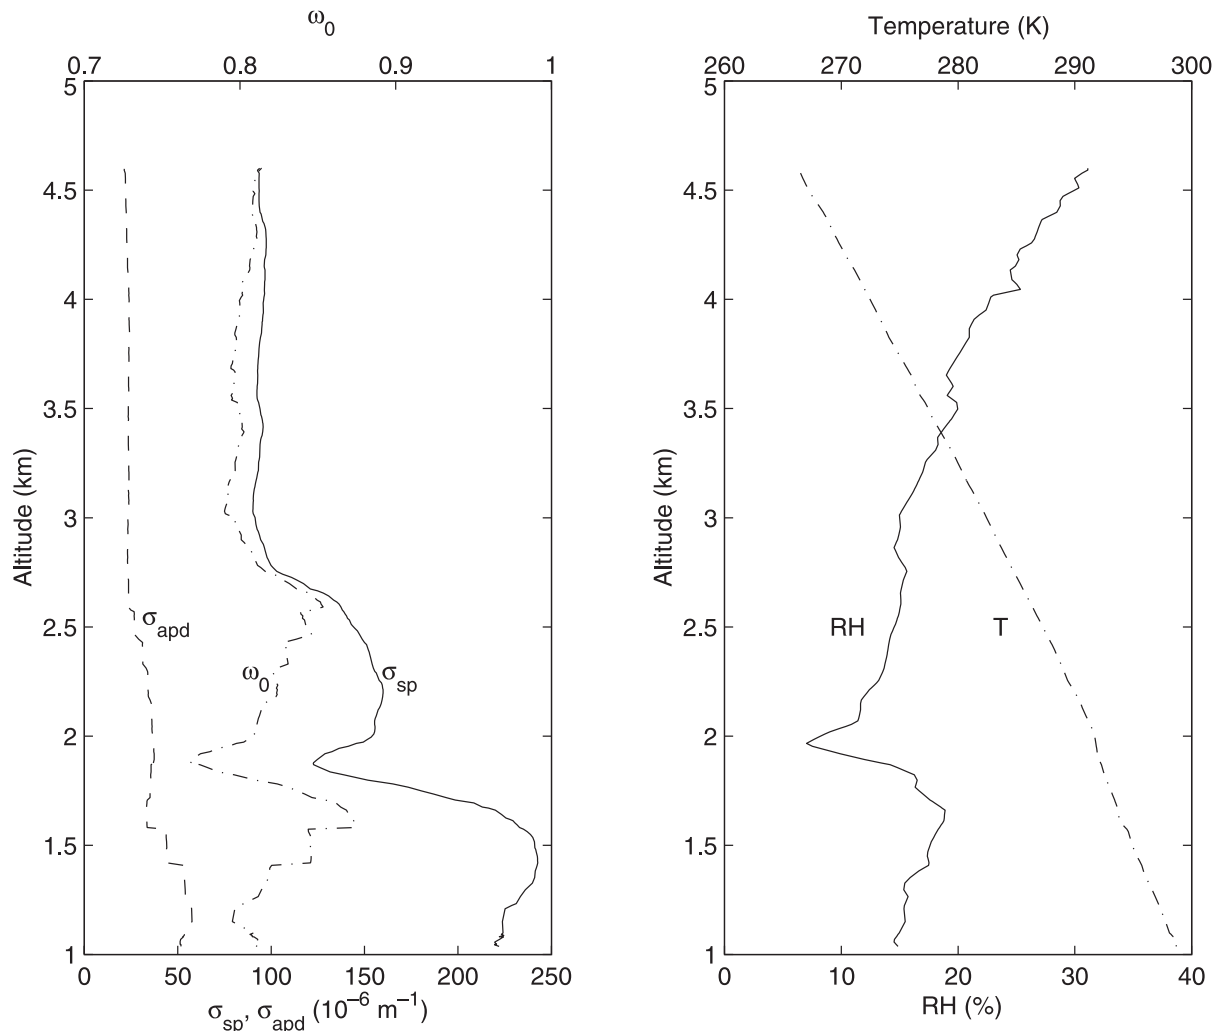 ω0
0.7 0.8 0.9 1
5
4.5
4
3.5
3
2.5
2
1.5
1
Altitude (km)
σapd
ω0
σsp
0 50 100 150 200 250
σsp, σapd (10−6 m−1)
Temperature (K)
260 270 280 290 300
5
4.5
4
3.5
3
2.5
2
1.5
1
Altitude (km)
RH
T
0 10 20 30 40
RH (%)